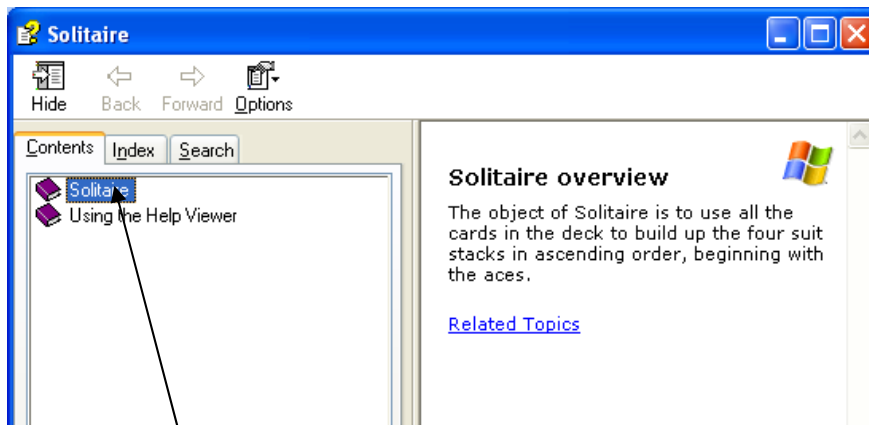 Solitaire
Hide Back Forward Options
Contents Index Search
Solitaire
Using the Help Viewer
Solitaire overview
The object of Solitaire is to use all the
cards in the deck to build up the four suit
stacks in ascending order, beginning with
the aces.
Related Topics